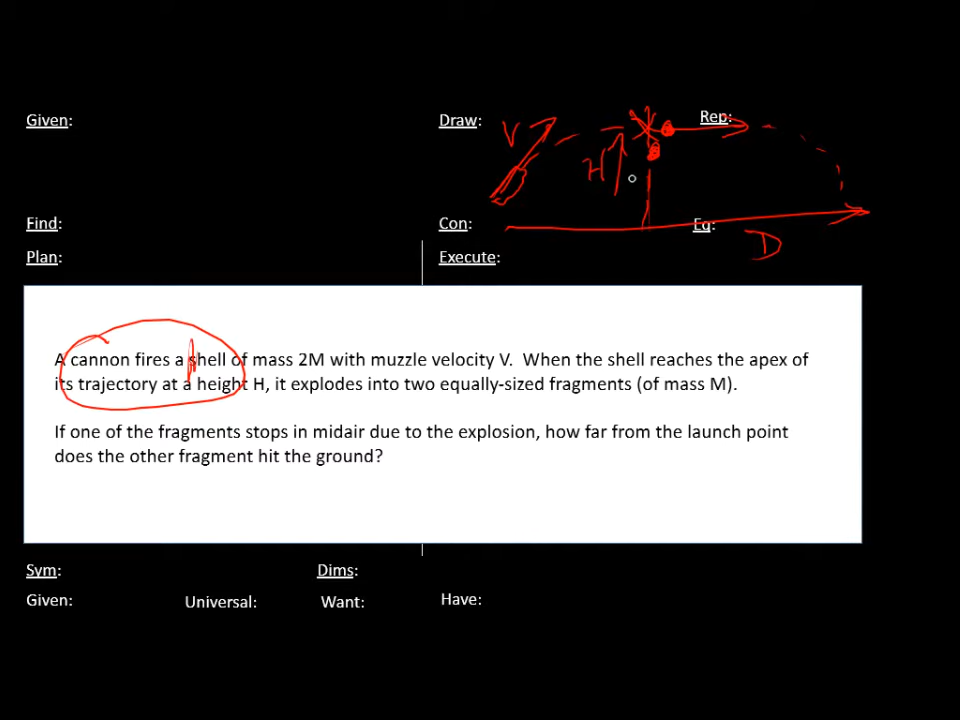 Given:
Draw:
Rep:
V
H
Find:
Con:
Eq:
D
Plan:
Execute:
A cannon fires a shell of mass 2M with muzzle velocity V. When the shell reaches the apex of
its trajectory at a height H, it explodes into two equally-sized fragments (of mass M).
If one of the fragments stops in midair due to the explosion, how far from the launch point
does the other fragment hit the ground?
Sym:
Dims:
Given:
Universal:
Want:
Have: